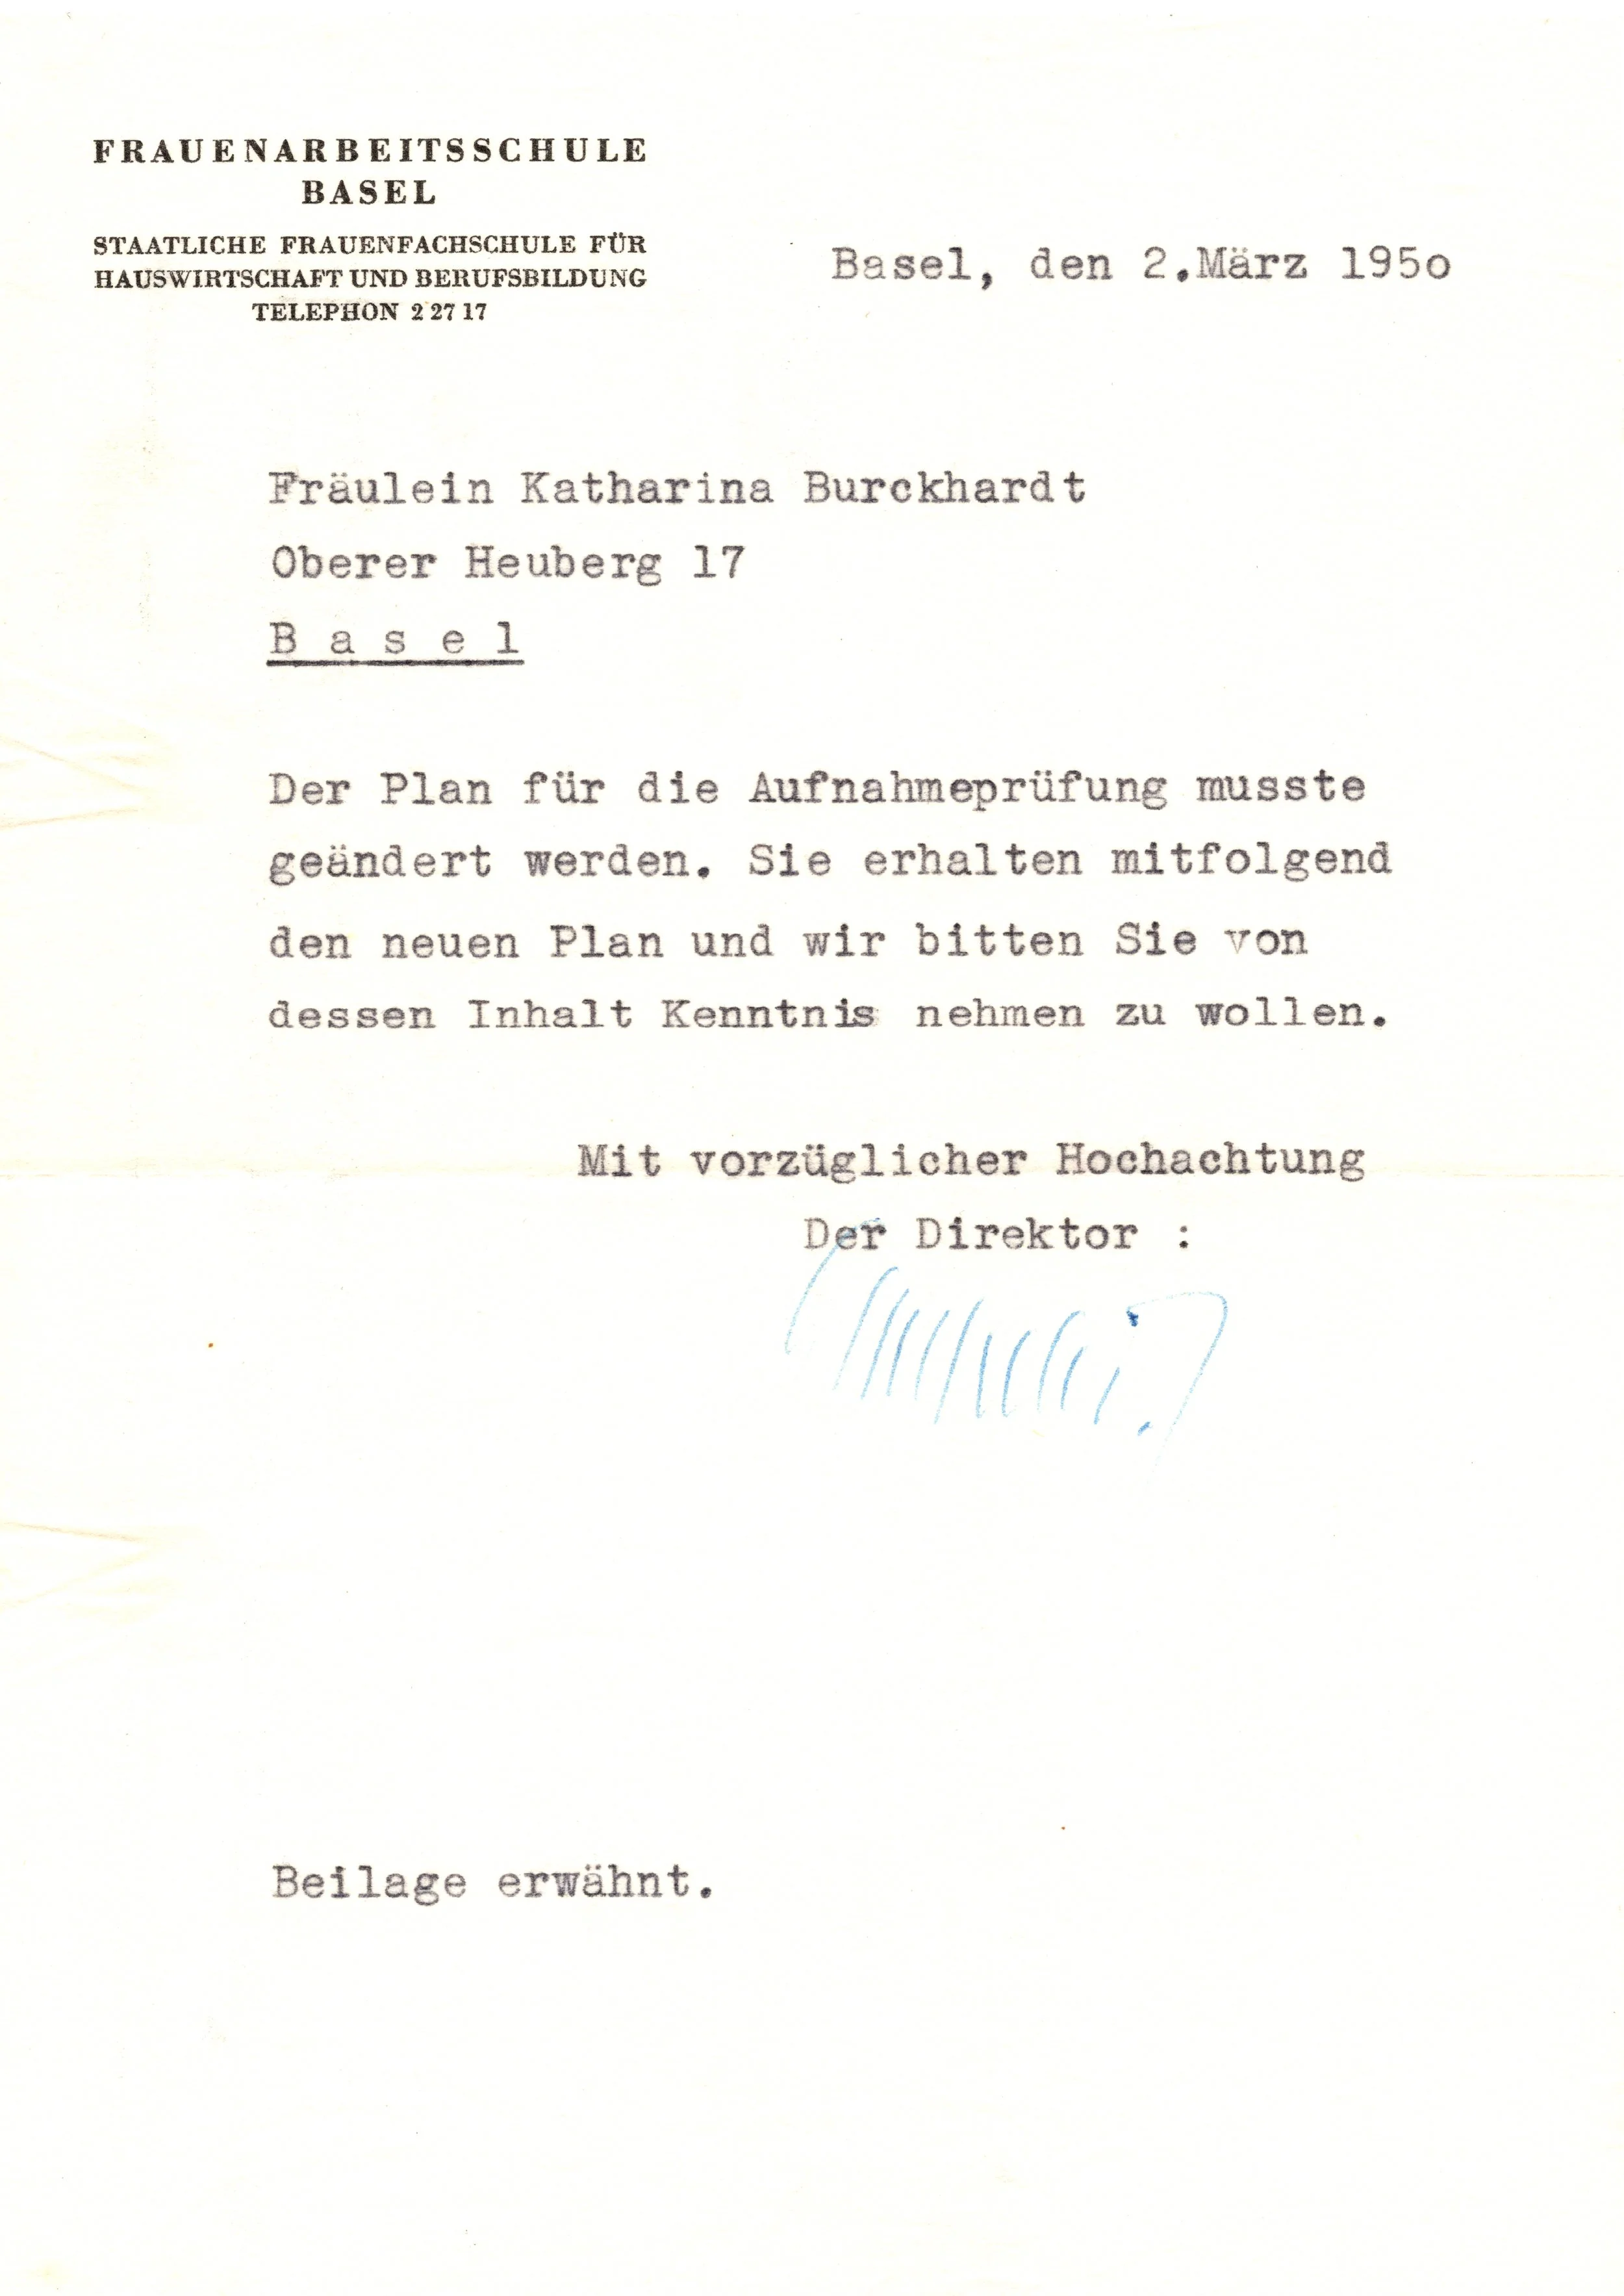 FRAUENARBEITSSCHULE
BASEL
STAATLICHE FRAUENFACHSCHULE FÜR
HAUSWIRTSCHAFT UND BERUFSBILDUNG
TELEPHON 2 27 17
Basel, den 2.März 195o
Fräulein Katharina Burckhardt
Oberer Heuberg 17
B a s e l
Der Plan für die Aufnahmeprüfung musste
geändert werden. Sie erhalten mitfolgend
den neuen Plan und wir bitten Sie von
dessen Inhalt Kenntnis nehmen zu wollen.
Mit vorzüglicher Hochachtung
Der Direktor :
Beilage erwähnt.